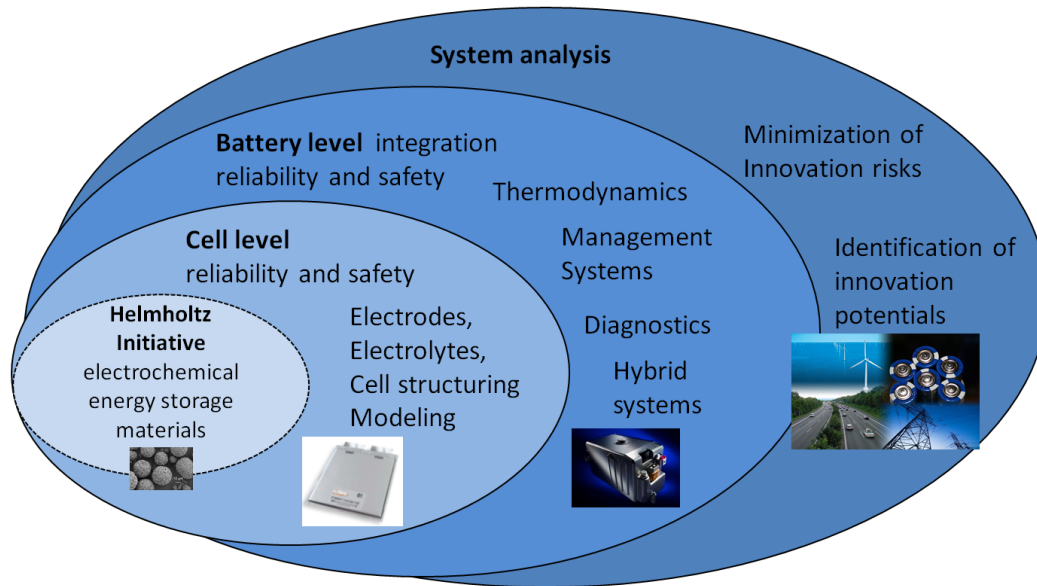 System analysis
Minimization of
Innovation risks
Identification of
innovation
potentials
Battery level integration
reliability and safety
Thermodynamics
Management
Systems
Diagnostics
Hybrid
systems
Cell level
reliability and safety
Electrodes,
Electrolytes,
Cell structuring
Modeling
Helmholtz
Initiative
electrochemical
energy storage
materials